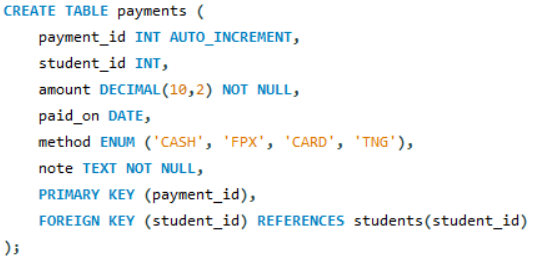 CREATE TABLE payments (
    payment_id INT AUTO_INCREMENT,
    student_id INT,
    amount DECIMAL(10,2) NOT NULL,
    paid_on DATE,
    method ENUM ('CASH', 'FPX', 'CARD', 'TNG'),
    note TEXT NOT NULL,
    PRIMARY KEY (payment_id),
    FOREIGN KEY (student_id) REFERENCES students(student_id)
);